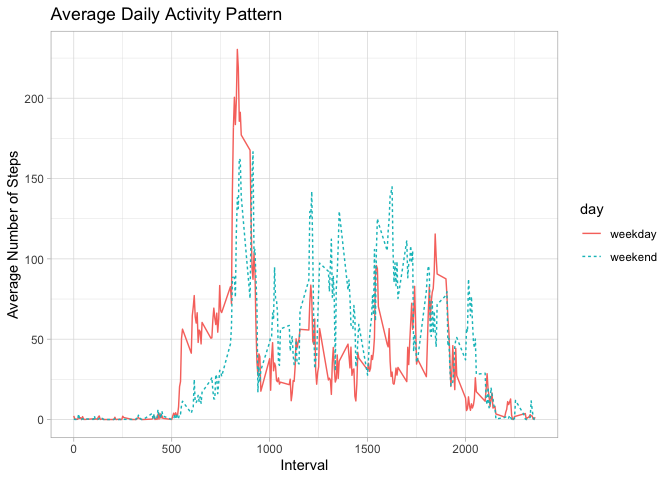 Average Daily Activity Pattern
Average Number of Steps
200
150
100
50
0
0
500
1000
1500
2000
Interval
day
weekday
weekend